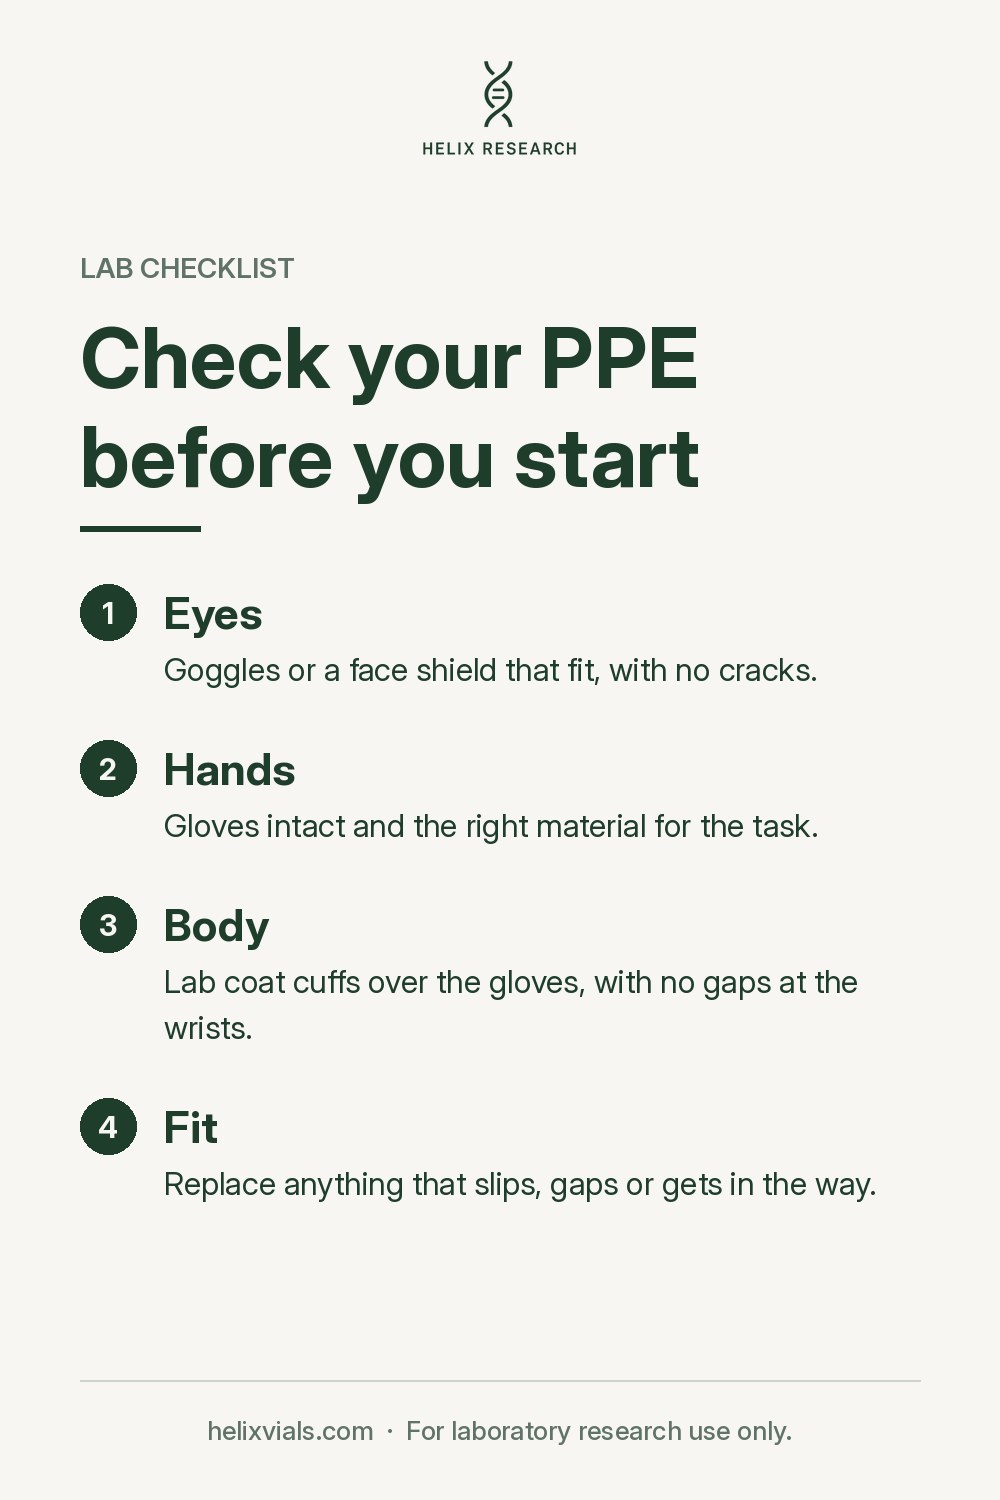 HELIX RESEARCH
LAB CHECKLIST
Check your PPE
before you start
1 Eyes
Goggles or a face shield that fit, with no cracks.
2 Hands
Gloves intact and the right material for the task.
3 Body
Lab coat cuffs over the gloves, with no gaps at the
wrists.
4 Fit
Replace anything that slips, gaps or gets in the way.
helixvials.com · For laboratory research use only.